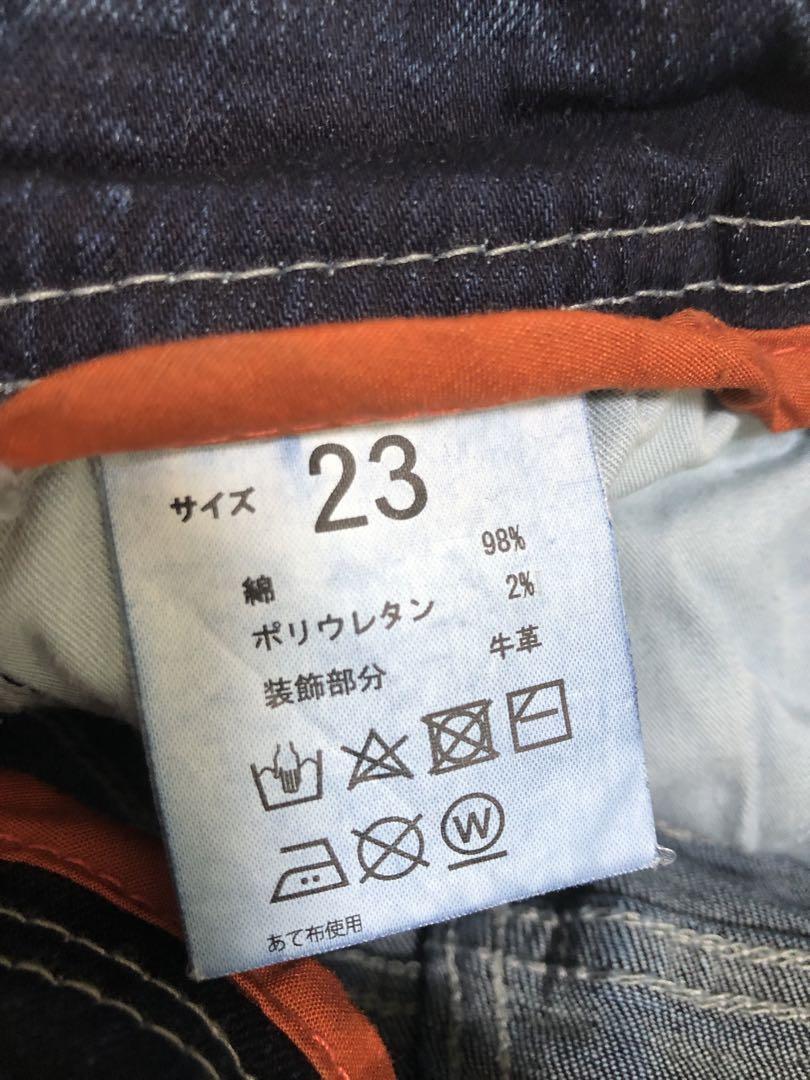 サイズ 23
綿 98%
ポリウレタン 2%
装飾部分 牛革
W
あて布使用